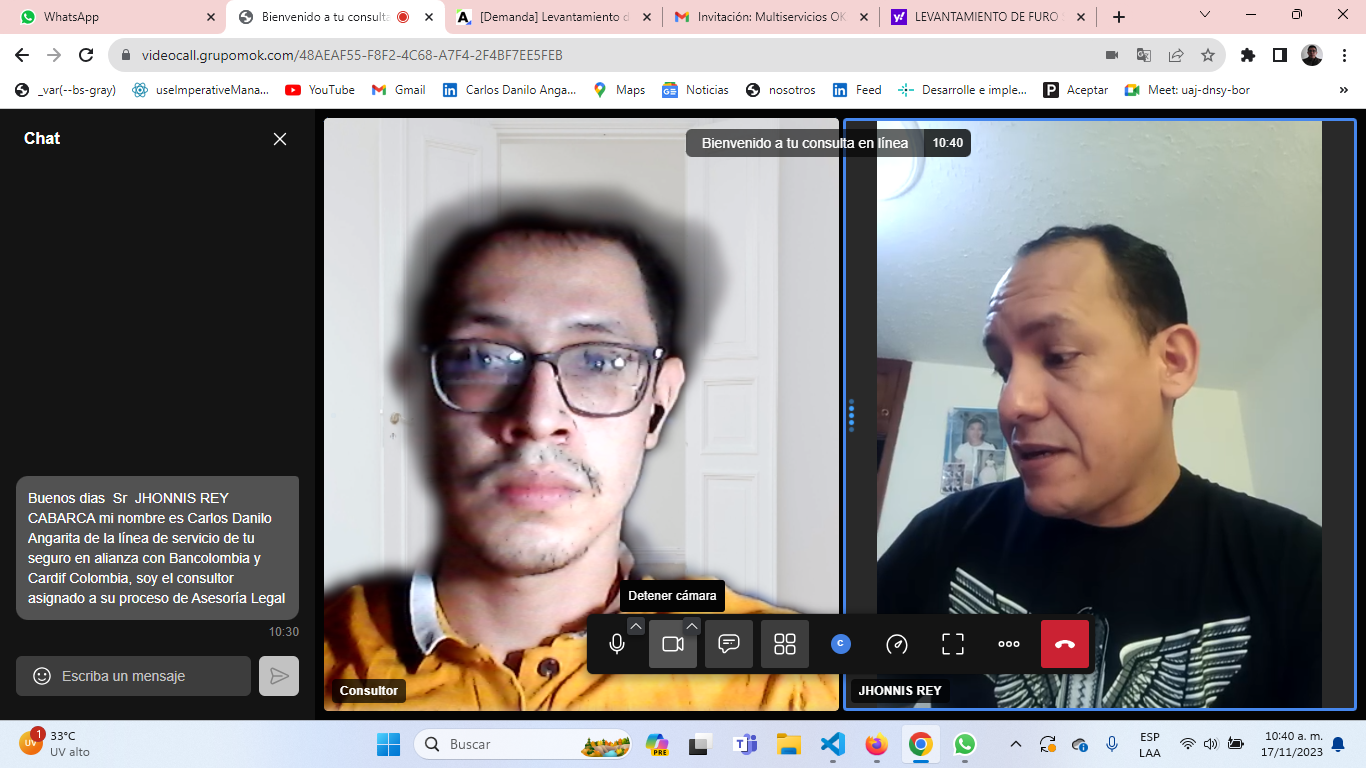 WhatsApp
Bienvenido a tu consulta
[Demanda] Levantamiento d
Invitación: Multiservicios OK
LEVANTAMIENTO DE FURO
videocall.grupomok.com/48AEAF55-F8F2-4C68-A7F4-2F4BF7EE5FEB
_var(--bs-gray)
useImperativeMana...
YouTube
Gmail
Carlos Danilo Anga...
Maps
Noticias
nosotros
Feed
Desarrolle e imple...
Aceptar
Meet: uaj-dnsy-bor
»
Chat
Bienvenido a tu consulta en línea
10:40
Buenos dias Sr JHONNIS REY
CABARCA mi nombre es Carlos Danilo
Angarita de la línea de servicio de tu
seguro en alianza con Bancolombia y
Cardif Colombia, soy el consultor
asignado a su proceso de Asesoría Legal
10:30
Escriba un mensaje
Detener cámara
C
Consultor
JHONNIS REY
UV
1
33°C
UV alto
Buscar
PRE
ESP
LAA
10:40 a. m.
17/11/2023